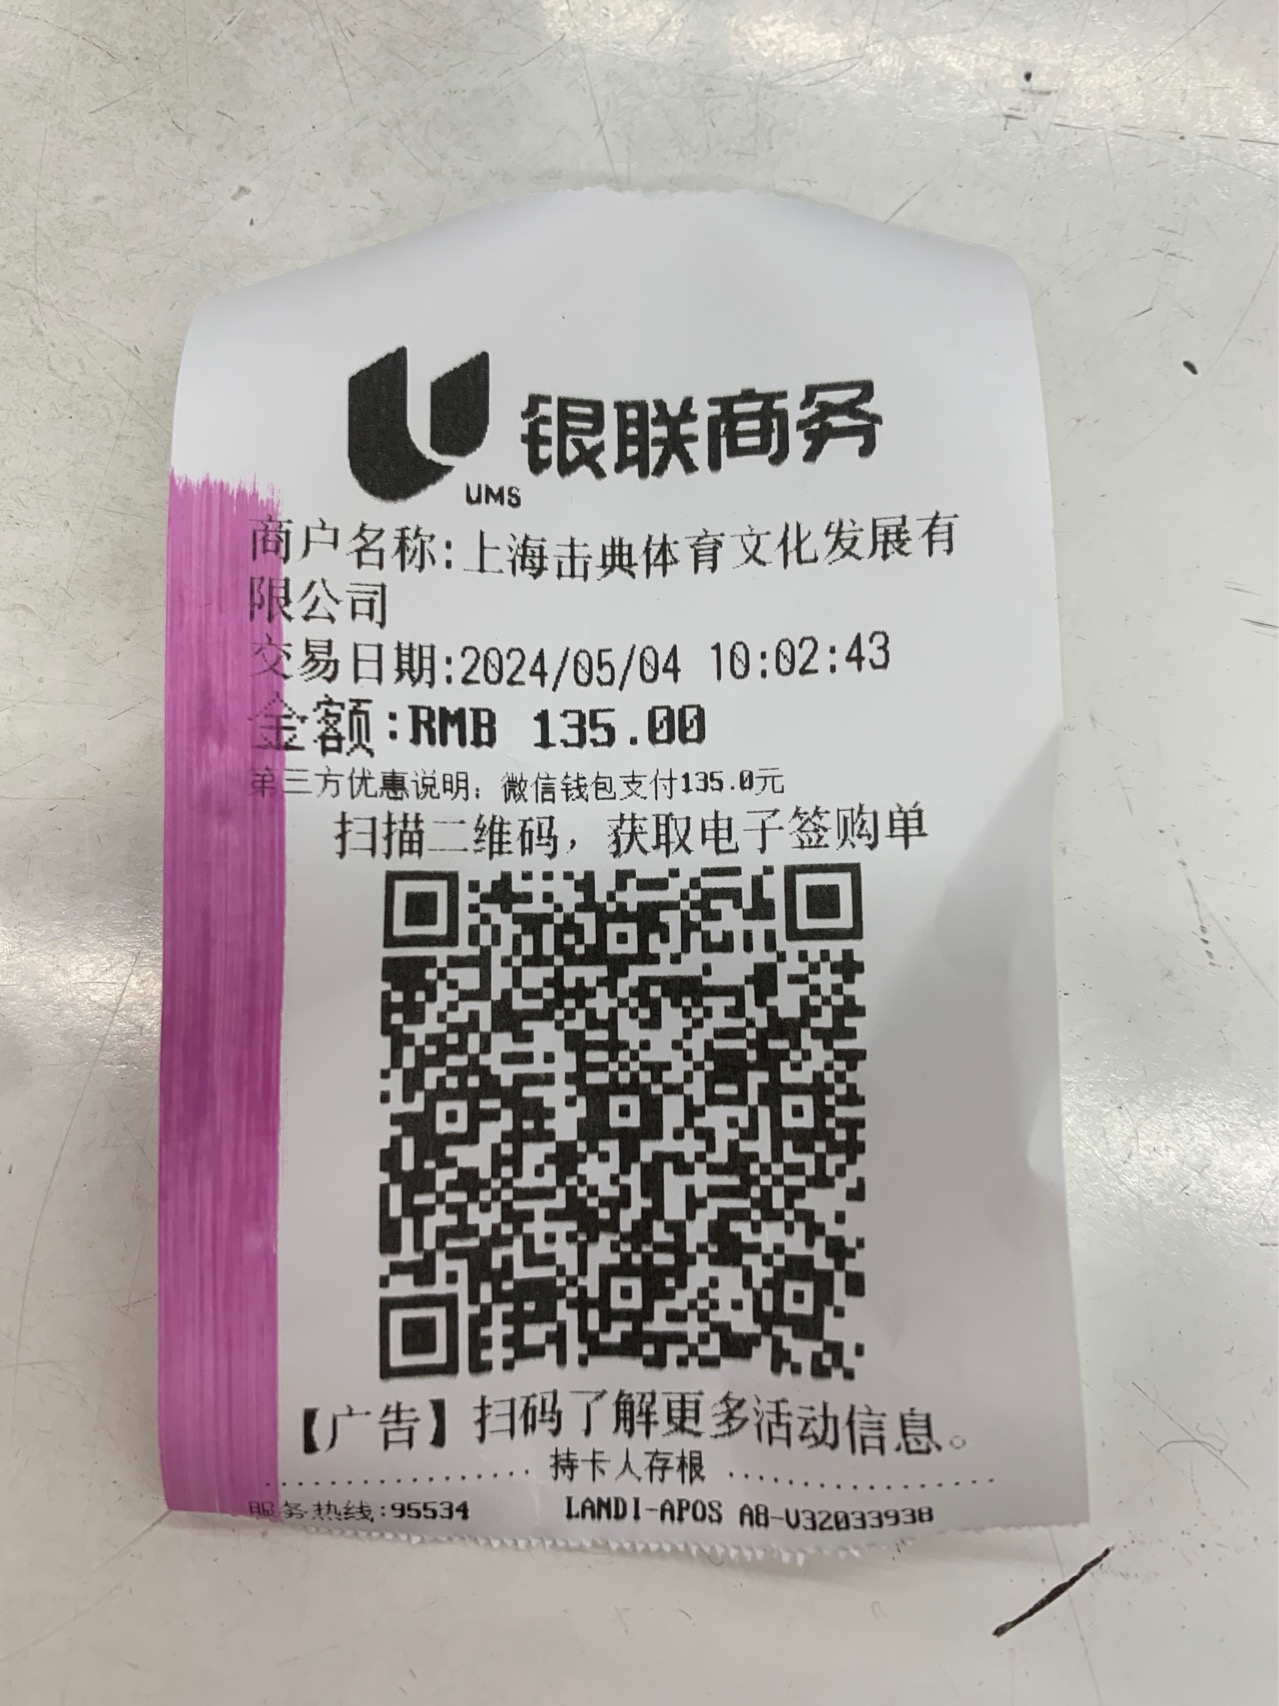 银联商务
UMS
商户名称:上海击典体育文化发展有
限公司
交易日期:2024/05/04 10:02:43
金额:RMB 135.00
第三方优惠说明: 微信钱包支付135.0元
扫描二维码，获取电子签购单
【广告】扫码了解更多活动信息。
持卡人存根
服务热线:95534 LANDI-APOS A8-V32033938